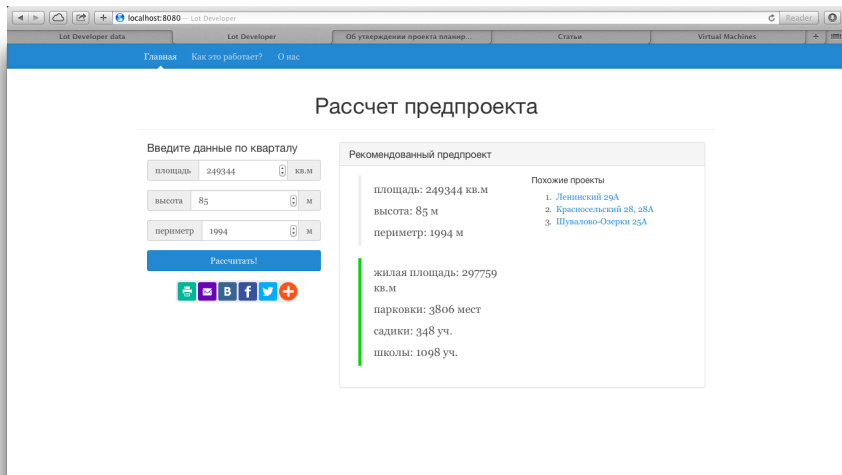 localhost:8080 — Lot Developer
Reader
Lot Developer data
Lot Developer
Об утверждении проекта планир...
Статьи
Virtual Machines
Главная Как это работает? О нас
Рассчет предпроекта
Введите данные по кварталу
площадь 249344 кв.м
высота 85 м
периметр 1994 м
Рассчитать!
Рекомендованный предпроект
площадь: 249344 кв.м
высота: 85 м
периметр: 1994 м
жилая площадь: 297759
кв.м
парковки: 3806 мест
садики: 348 уч.
школы: 1098 уч.
Похожие проекты
1. Ленинский 29А
2. Красносельский 28, 28А
3. Шувалово-Озерки 25А